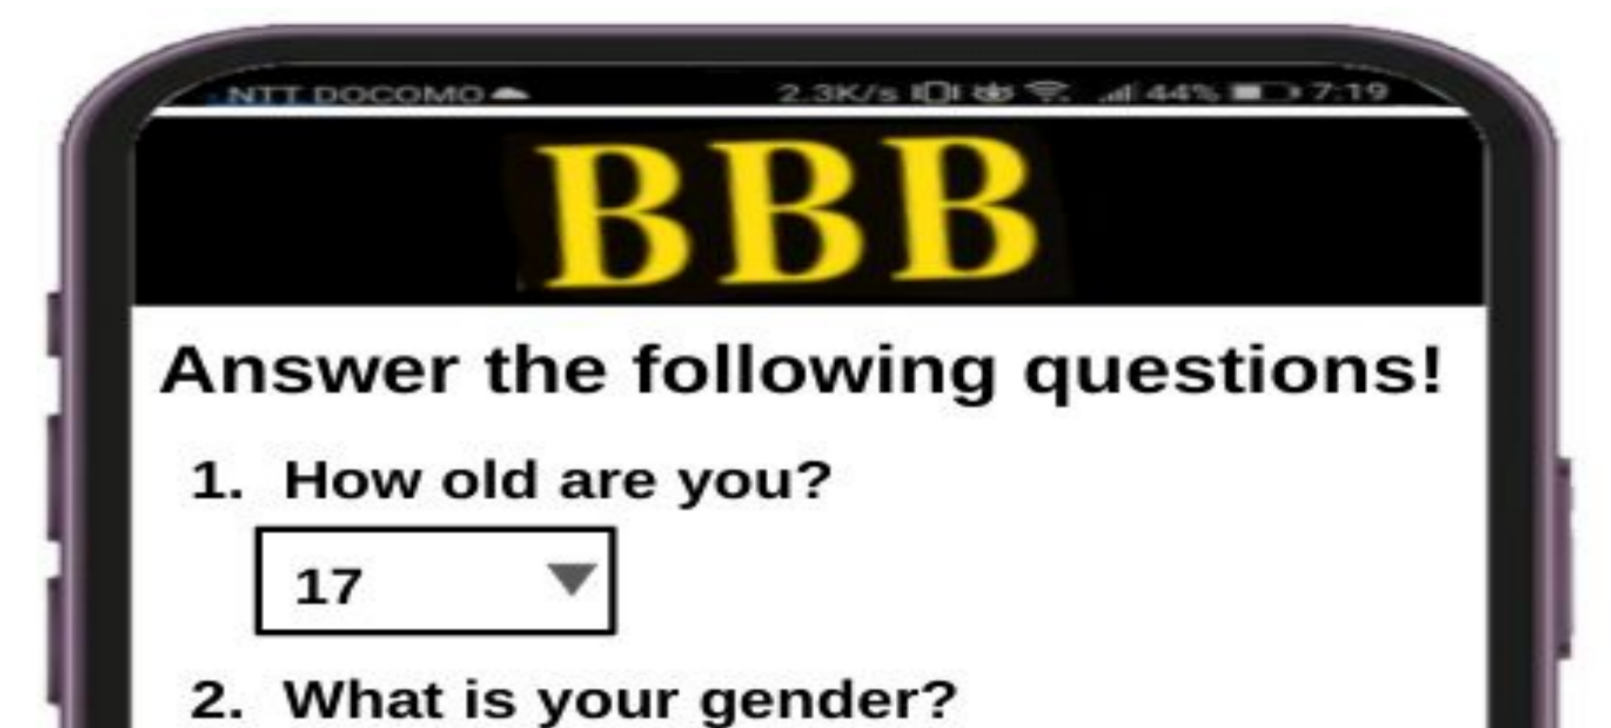 NTT DOCOMO 2.3K/s 44% 7:19
BBB
Answer the following questions!
1. How old are you?
17
2. What is your gender?